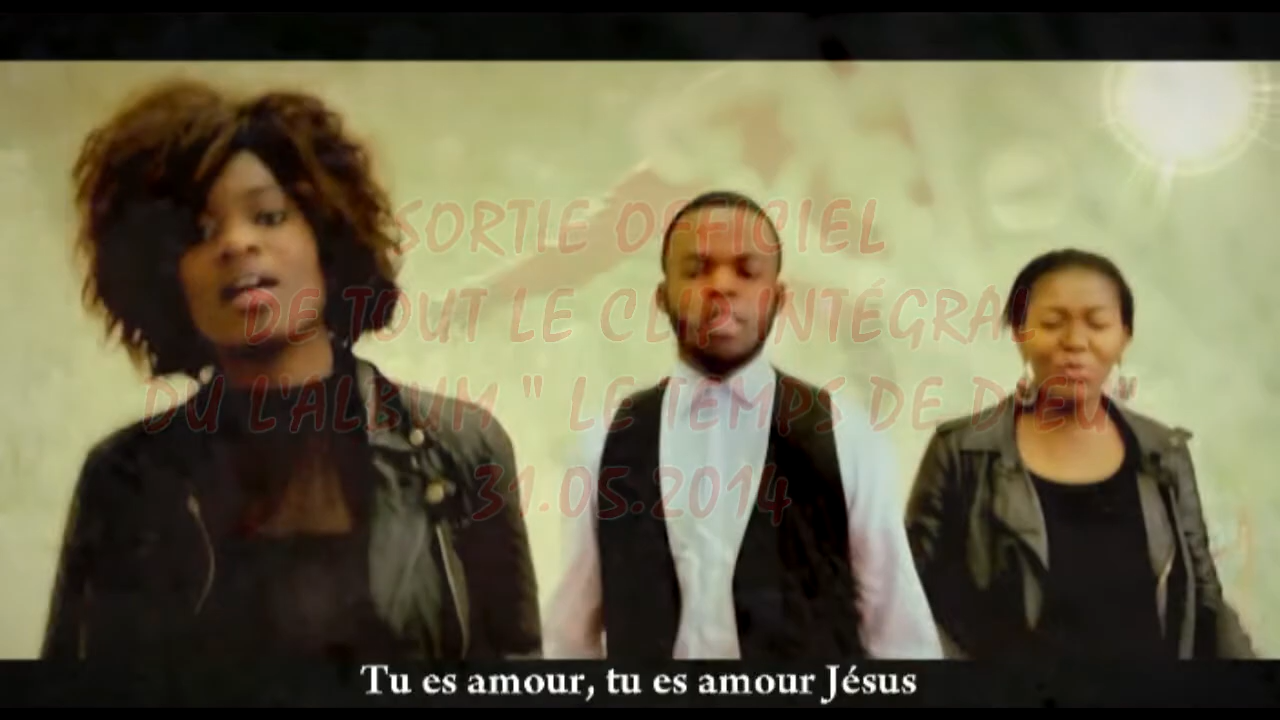 SORTIE OFFICIEL
DE TOUT LE CLIP INTÉGRAL
DU L'ALBUM " LE TEMPS DE DIEU"
31.05.2014
Tu es amour, tu es amour Jésus